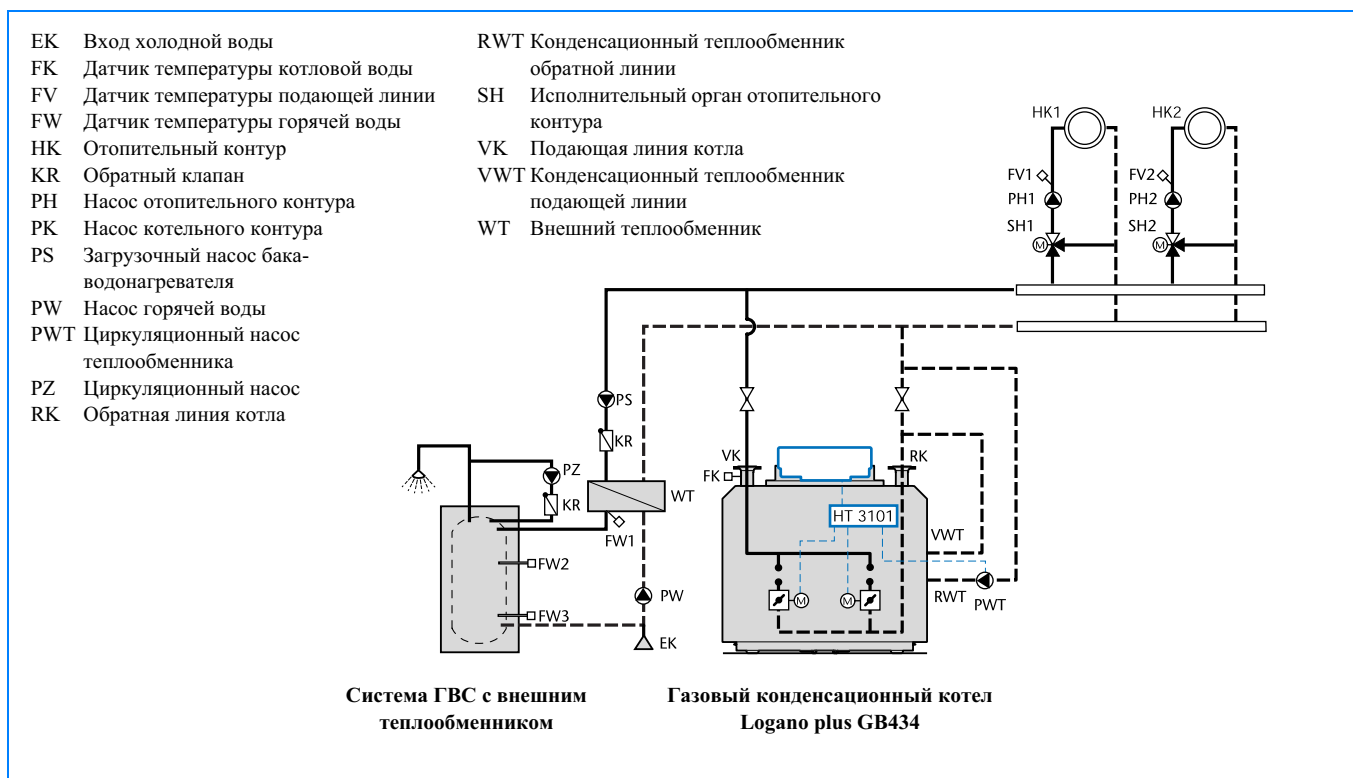 EK Вход холодной воды
FK Датчик температуры котловой воды
FV Датчик температуры подающей линии
FW Датчик температуры горячей воды
HK Отопительный контур
KR Обратный клапан
PH Насос отопительного контура
PK Насос котельного контура
PS Загрузочный насос бака-
водонагревателя
PW Насос горячей воды
PWT Циркуляционный насос
теплообменника
PZ Циркуляционный насос
RK Обратная линия котла
RWT Конденсационный теплообменник
обратной линии
SH Исполнительный орган отопительного
контура
VK Подающая линия котла
VWT Конденсационный теплообменник
подающей линии
WT Внешний теплообменник
HK1
HK2
FV1
FV2
PH1
PH2
SH1
SH2
M
M
PS
KR
PZ
KR
WT
FW1
FW2
FW3
PW
EK
VK
RK
FK
HT 3101
VWT
RWT
PWT
M
M
Система ГВС с внешним
теплообменником
Газовый конденсационный котел
Logano plus GB434